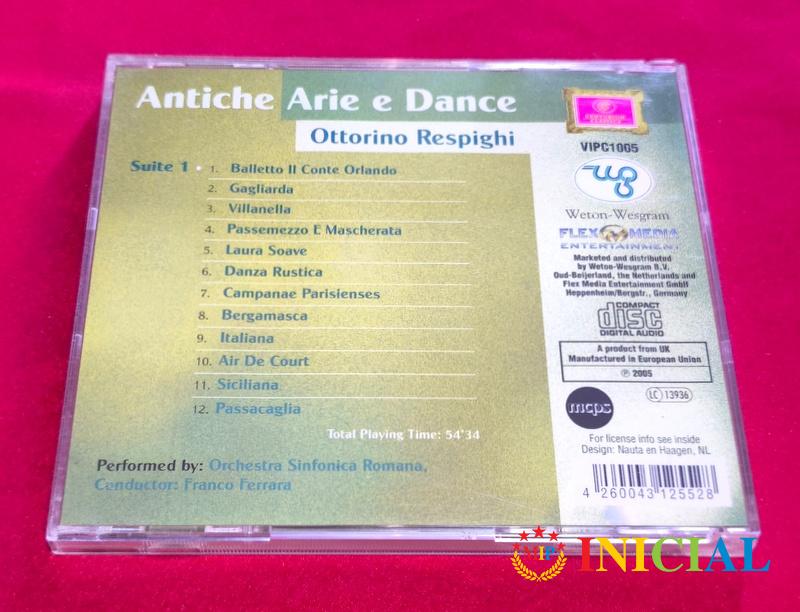 Antiche Arie e Dance
Ottorino Respighi
Suite 1 • 1. Balletto II Conte Orlando
2. Gagliarda
3. Villanella
4. Passemezzo E Mascherata
5. Laura Soave
6. Danza Rustica
7. Campanae Parisienses
8. Bergamasca
9. Italiana
10. Air De Court
11. Siciliana
12. Passacaglia
Total Playing Time: 54'34
Performed by: Orchestra Sinfonica Romana,
Conductor: Franco Ferrara
VIPC1005
Weton-Wesgram
FLEX MEDIA
ENTERTAINMENT
Marketed and distributed
by Weton-Wesgram B.V.
Oud-Beijerland, the Netherlands and
Flex Media Entertainment GmbH
Heppenheim/Bergstr., Germany
COMPACT
disc
DIGITAL AUDIO
A product from UK
Manufactured in European Union
℗ 2005
LC 13936
mcps
For license info see inside
Design: Nauta en Haagen, NL
4 260043 125528
VIP INICIAL